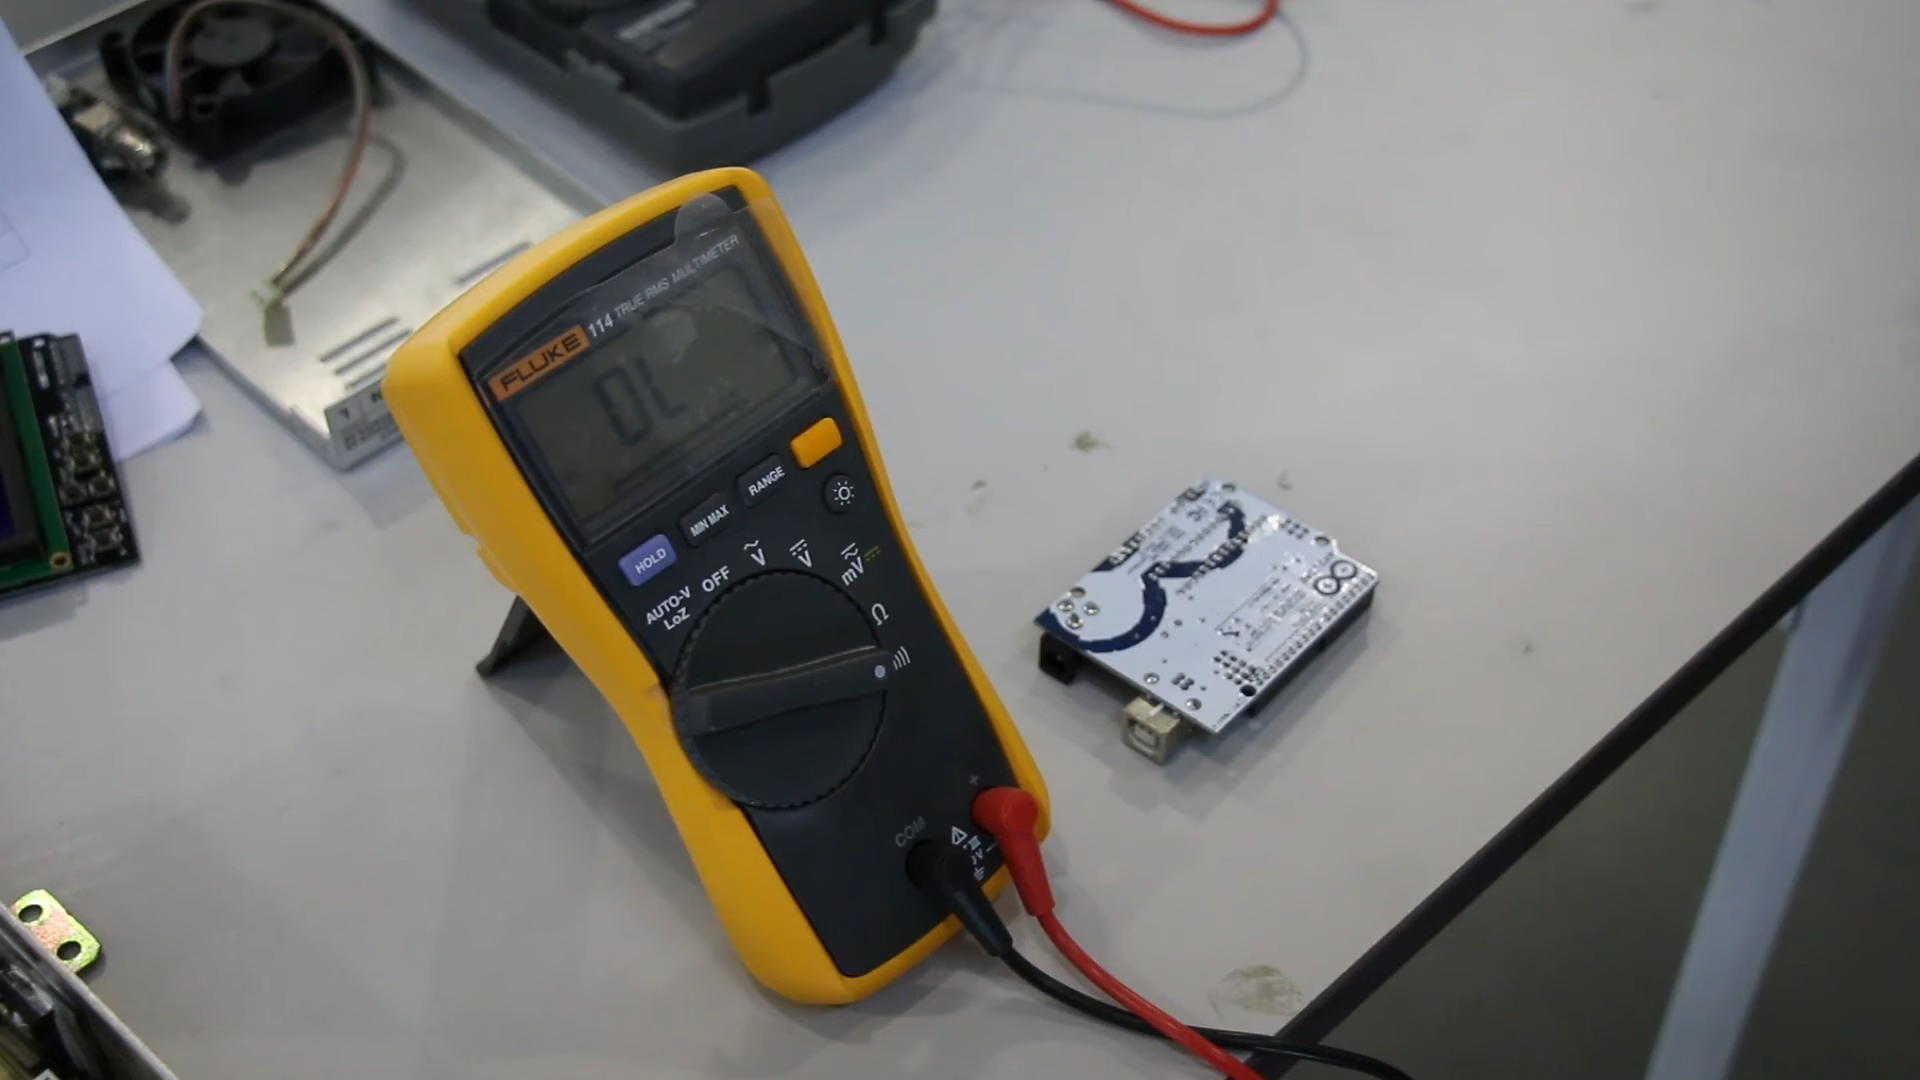 FLUKE 114 TRUE RMS MULTIMETER
OL
HOLD
MIN MAX
RANGE
AUTO-V
LoZ
OFF
Ṽ
V
mV
Ω
COM
+